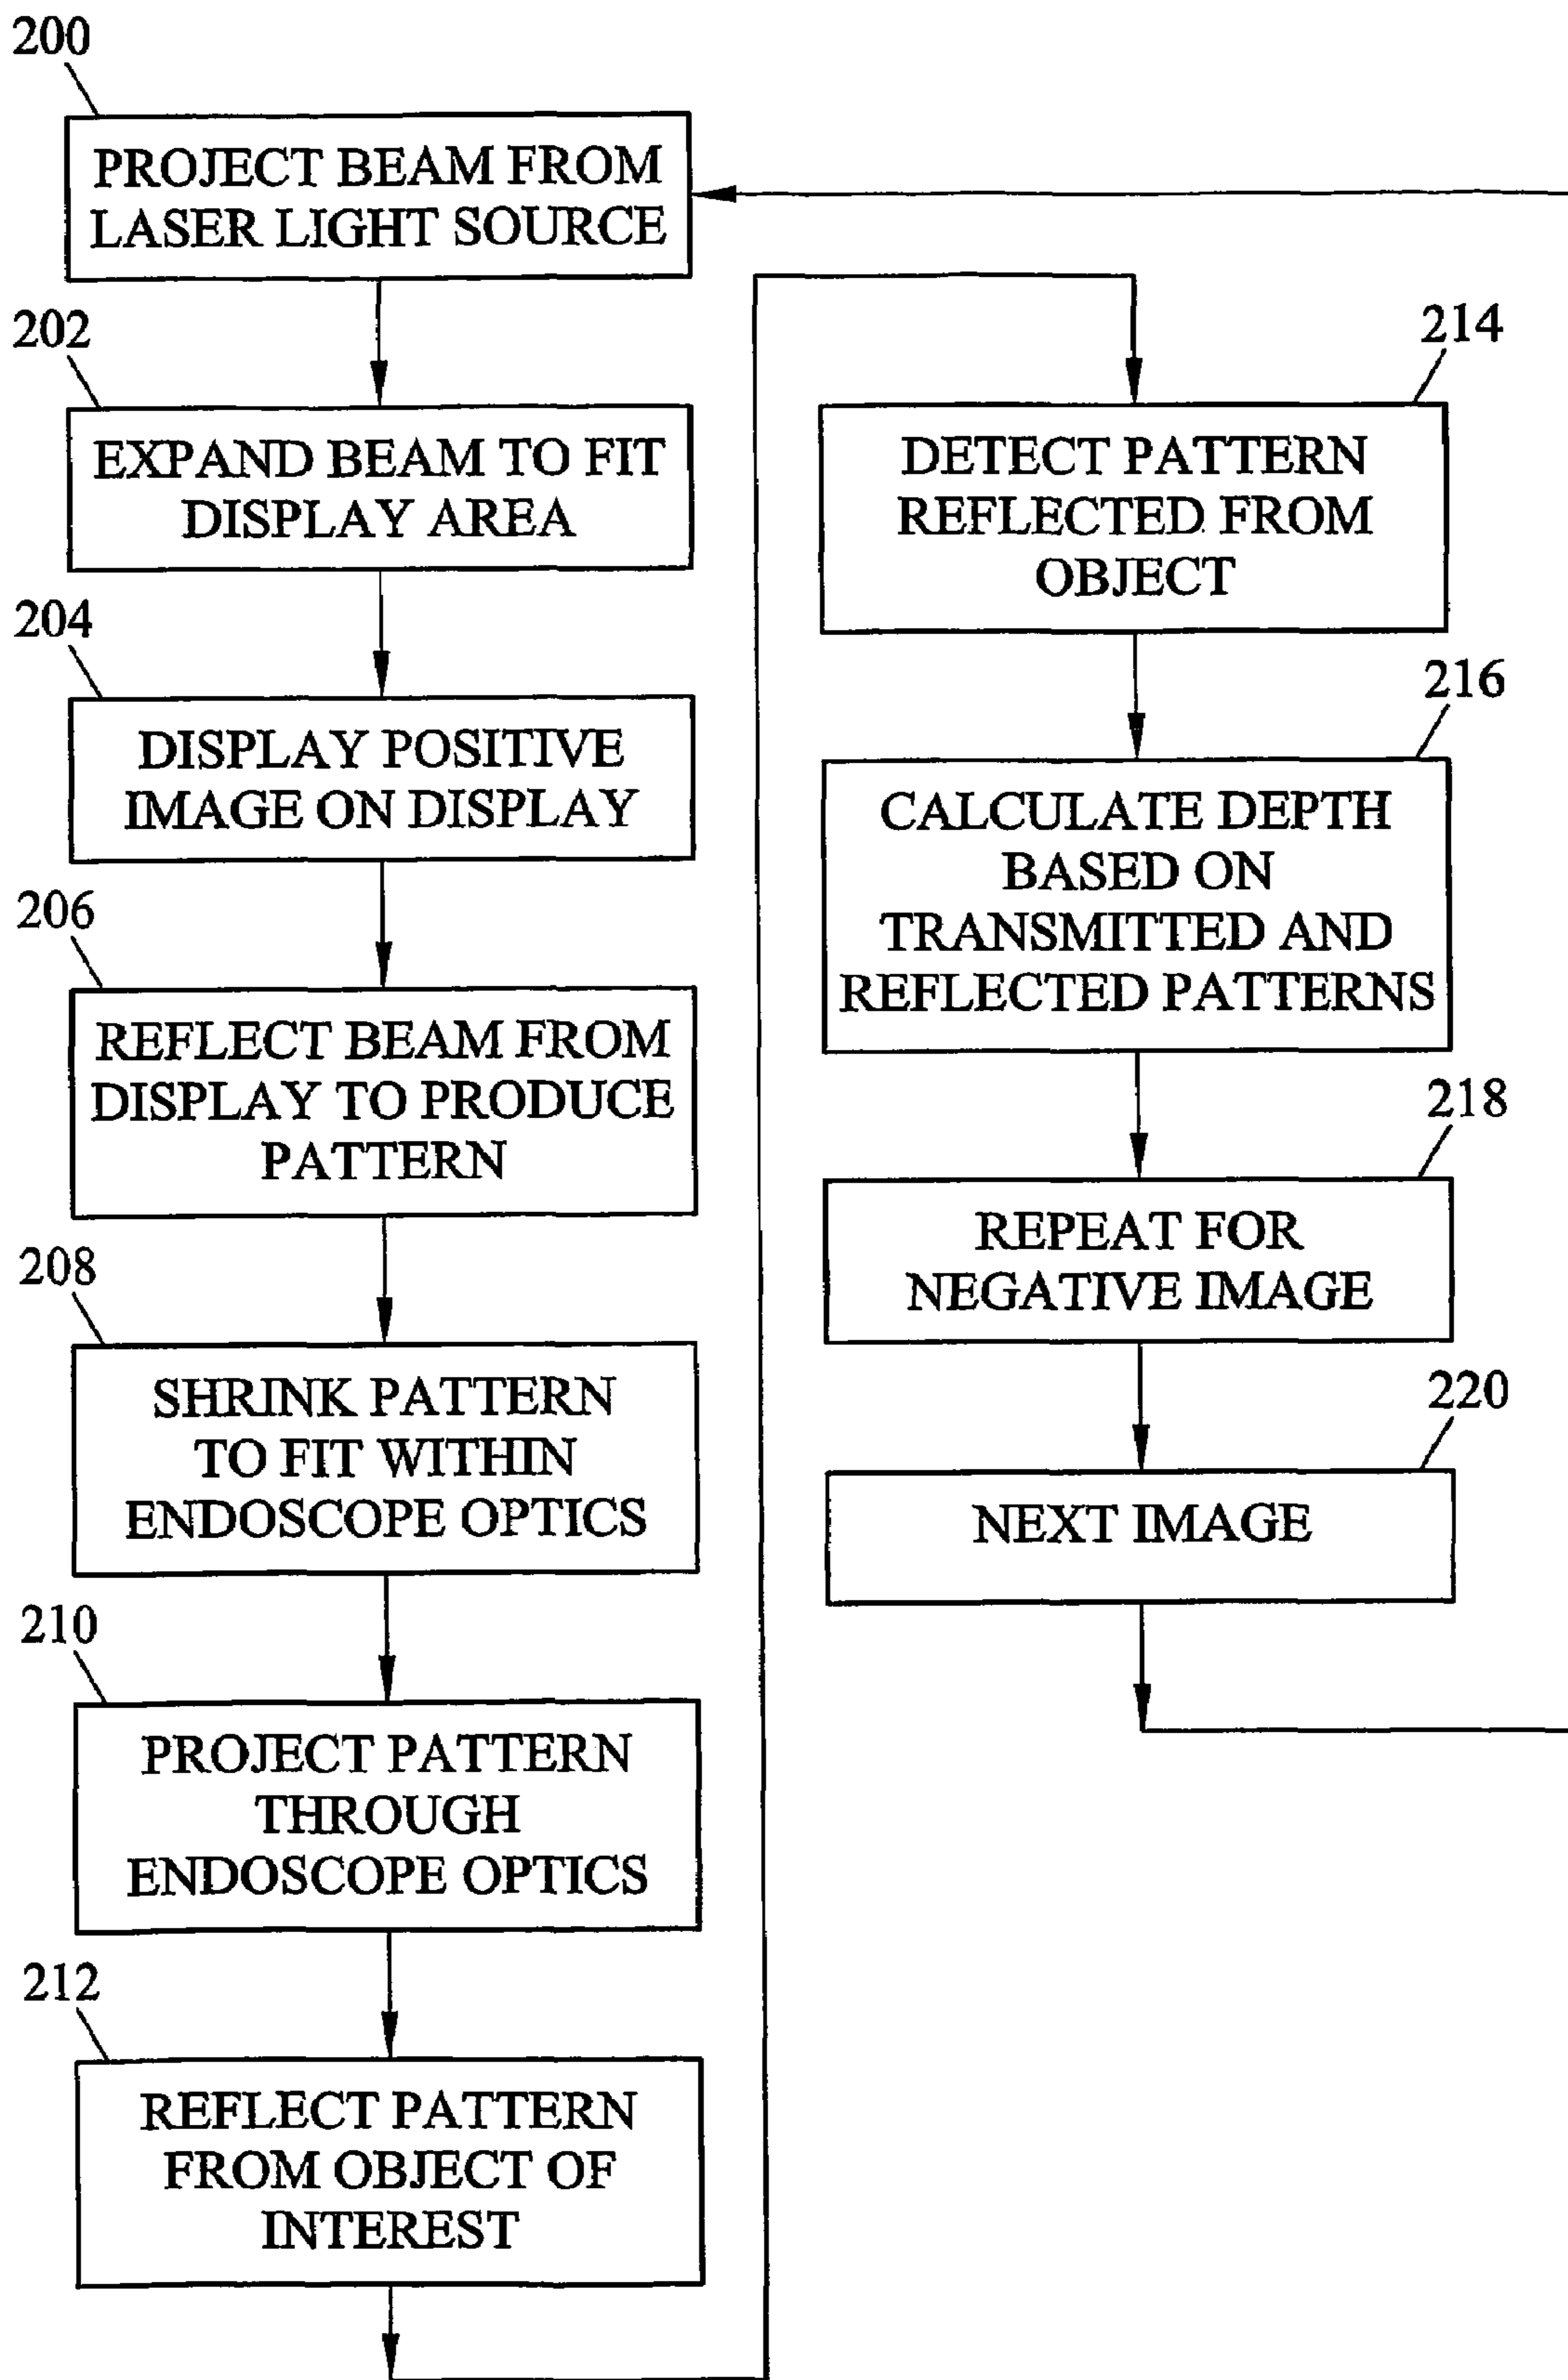 200
PROJECT BEAM FROM
LASER LIGHT SOURCE
202
EXPAND BEAM TO FIT
DISPLAY AREA
204
DISPLAY POSITIVE
IMAGE ON DISPLAY
206
REFLECT BEAM FROM
DISPLAY TO PRODUCE
PATTERN
208
SHRINK PATTERN
TO FIT WITHIN
ENDOSCOPE OPTICS
210
PROJECT PATTERN
THROUGH
ENDOSCOPE OPTICS
212
REFLECT PATTERN
FROM OBJECT OF
INTEREST
214
DETECT PATTERN
REFLECTED FROM
OBJECT
216
CALCULATE DEPTH
BASED ON
TRANSMITTED AND
REFLECTED PATTERNS
218
REPEAT FOR
NEGATIVE IMAGE
220
NEXT IMAGE